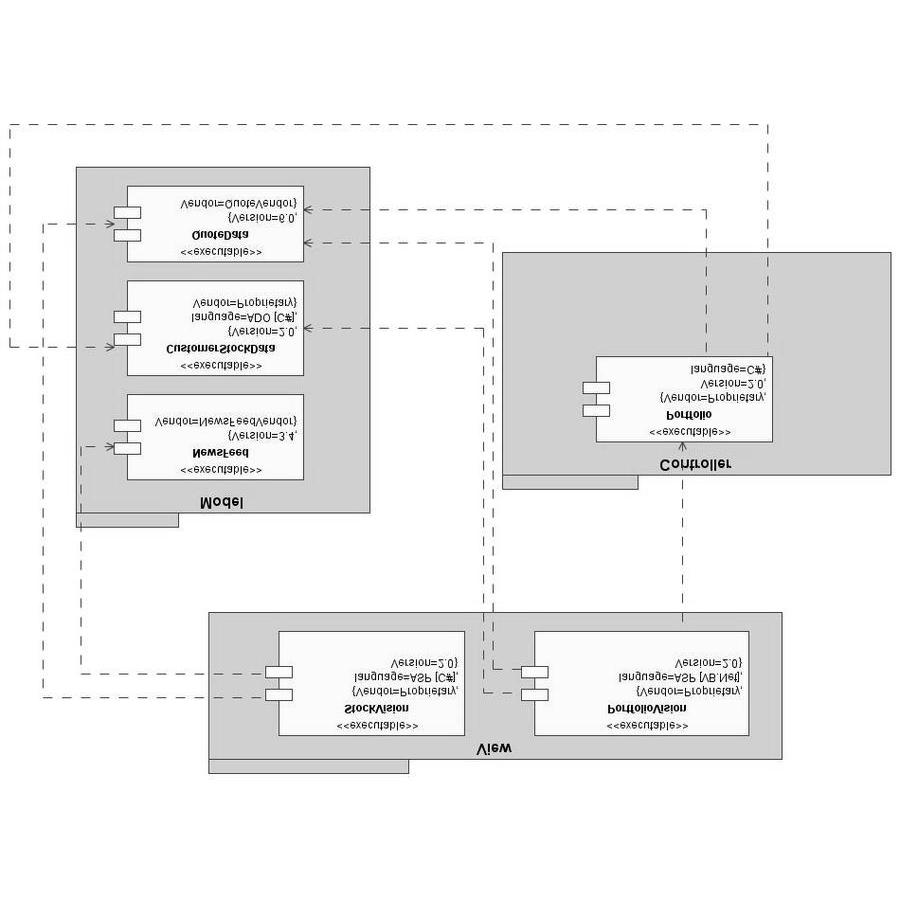 View
<<executable>>
StockVision
{Vendor=Proprietary,
language=ASP [C#],
Version=2.0}
<<executable>>
PortfolioVision
{Vendor=Proprietary,
language=ASP [VB.Net],
Version=2.0}
Model
<<executable>>
NewsFeed
{Version=3.4,
Vendor=NewsFeedVendor}
<<executable>>
CustomerStockData
{Version=2.0,
language=ADO [C#],
Vendor=Proprietary}
<<executable>>
QuoteData
{Version=6.0,
Vendor=QuoteVendor}
Controller
<<executable>>
Portfolio
{Vendor=Proprietary,
Version=2.0,
language=C#}